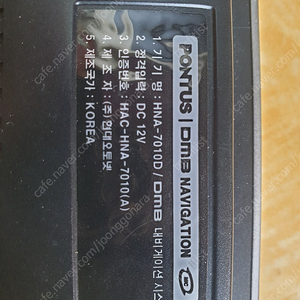 PONTUS | DMB NAVIGATION
1. 기 기 명 : HNA-7010D / DMB 내비게이션 시스
2. 정격입력 : DC 12V
3. 인증번호 : HAC-HNA-7010(A)
4. 제 조 자 : (주)현대오토넷
5. 제조국가 : KOREA
cafe.naver.com/joonggonara